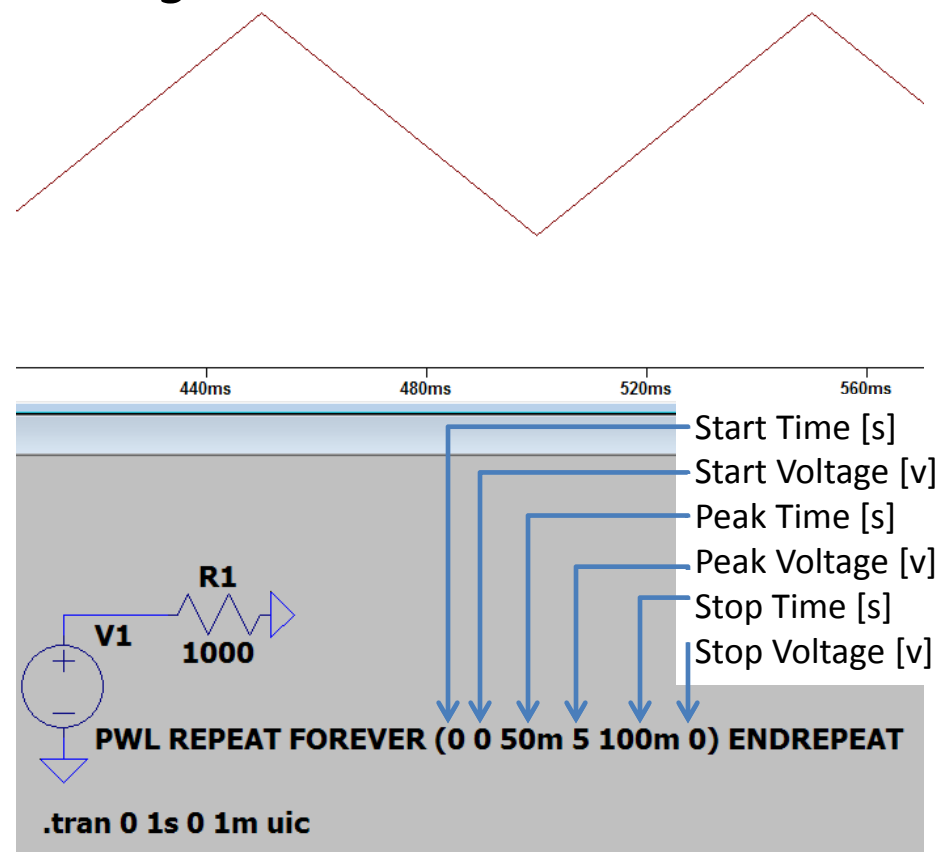 440ms 480ms 520ms 560ms
Start Time [s]
Start Voltage [v]
Peak Time [s]
Peak Voltage [v]
Stop Time [s]
Stop Voltage [v]
R1
V1
1000
PWL REPEAT FOREVER (0 0 50m 5 100m 0) ENDREPEAT
.tran 0 1s 0 1m uic